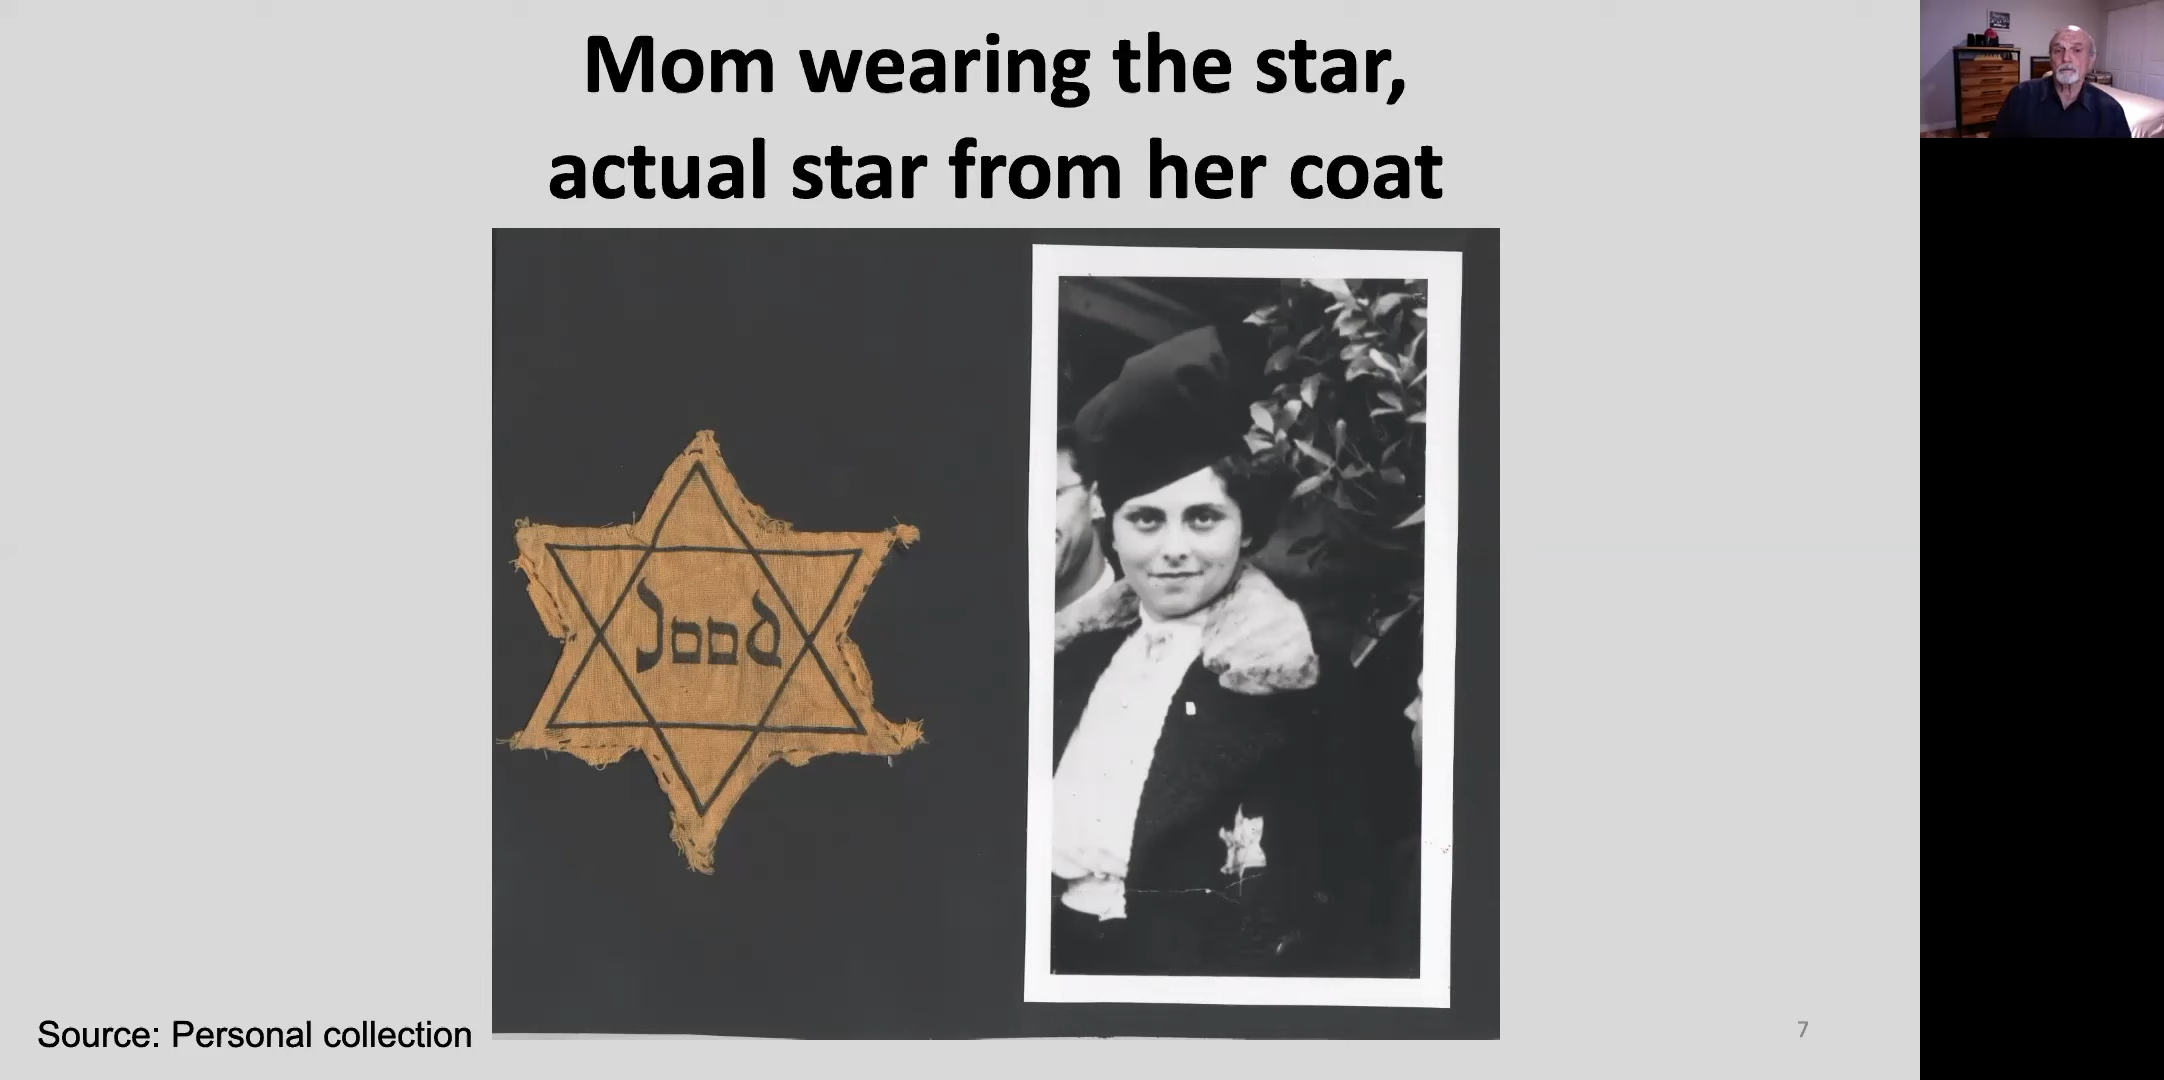 Mom wearing the star,
actual star from her coat
Jood
Source: Personal collection
7